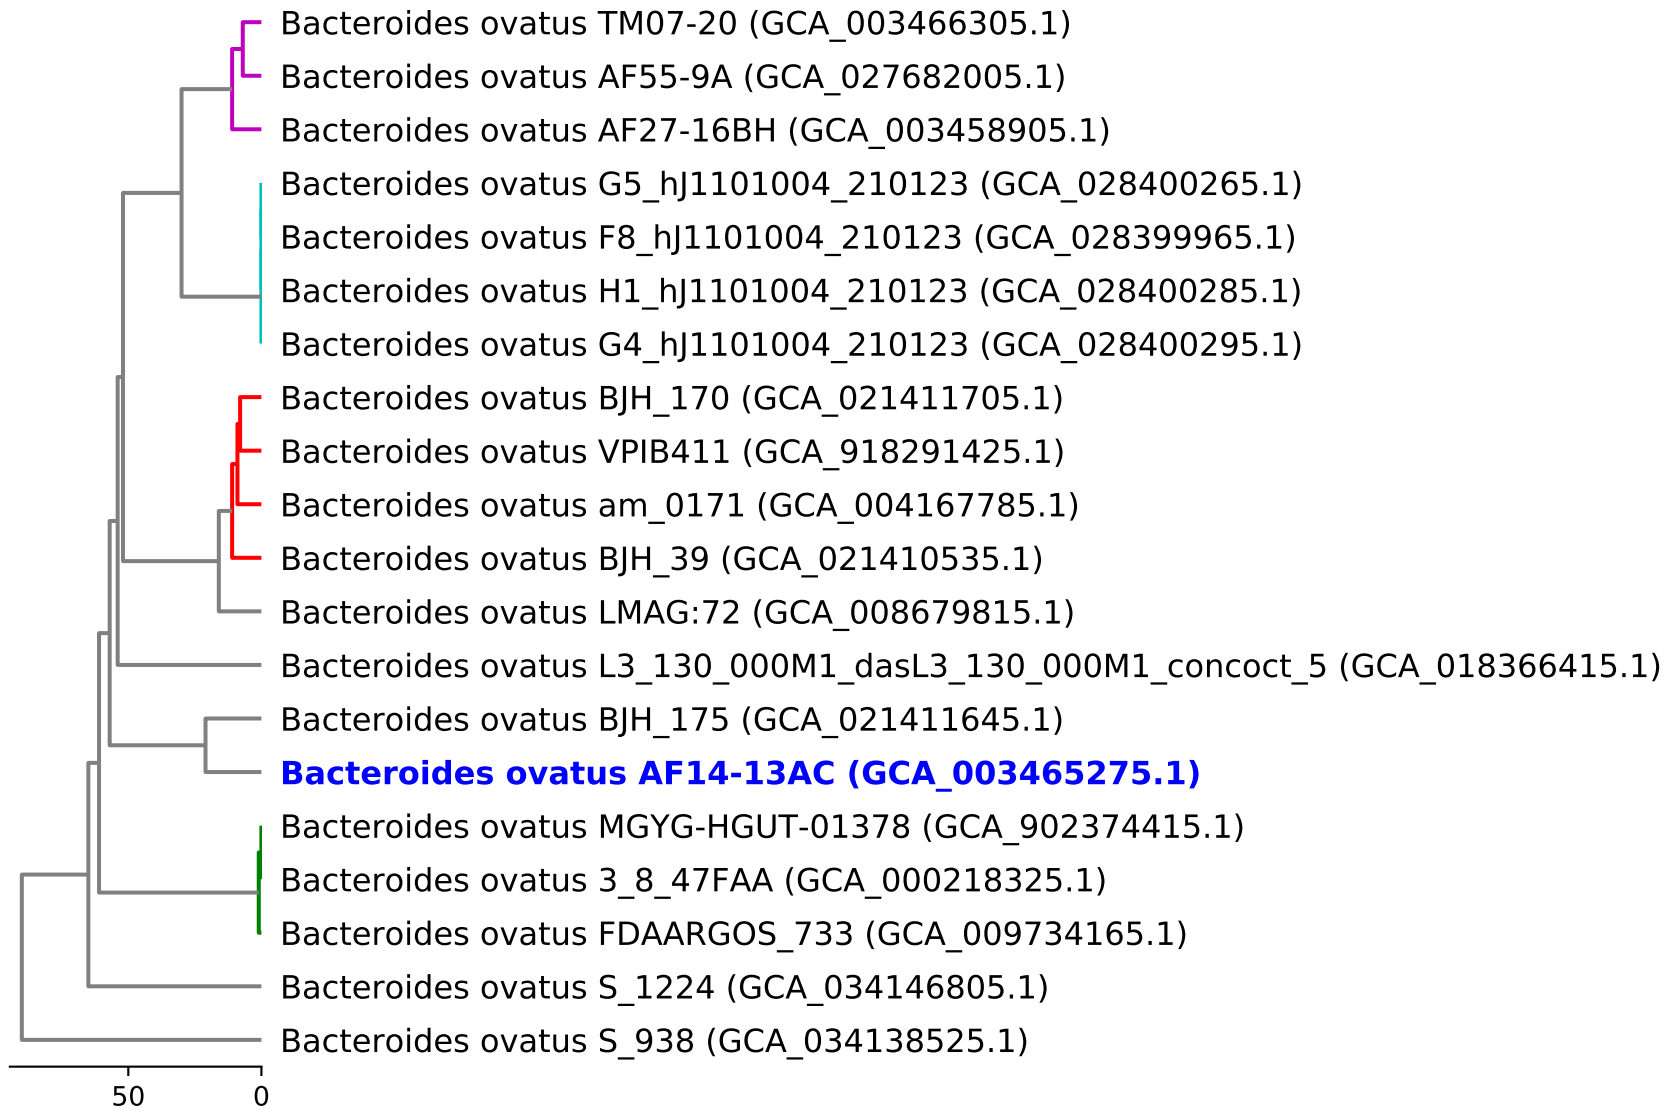 Bacteroides ovatus TM07-20 (GCA_003466305.1)
Bacteroides ovatus AF55-9A (GCA_027682005.1)
Bacteroides ovatus AF27-16BH (GCA_003458905.1)
Bacteroides ovatus G5_hJ1101004_210123 (GCA_028400265.1)
Bacteroides ovatus F8_hJ1101004_210123 (GCA_028399965.1)
Bacteroides ovatus H1_hJ1101004_210123 (GCA_028400285.1)
Bacteroides ovatus G4_hJ1101004_210123 (GCA_028400295.1)
Bacteroides ovatus BJH_170 (GCA_021411705.1)
Bacteroides ovatus VPIB411 (GCA_918291425.1)
Bacteroides ovatus am_0171 (GCA_004167785.1)
Bacteroides ovatus BJH_39 (GCA_021410535.1)
Bacteroides ovatus LMAG:72 (GCA_008679815.1)
Bacteroides ovatus L3_130_000M1_dasL3_130_000M1_concoct_5 (GCA_018366415.1)
Bacteroides ovatus BJH_175 (GCA_021411645.1)
Bacteroides ovatus AF14-13AC (GCA_003465275.1)
Bacteroides ovatus MGYG-HGUT-01378 (GCA_902374415.1)
Bacteroides ovatus 3_8_47FAA (GCA_000218325.1)
Bacteroides ovatus FDAARGOS_733 (GCA_009734165.1)
Bacteroides ovatus S_1224 (GCA_034146805.1)
Bacteroides ovatus S_938 (GCA_034138525.1)
50 0